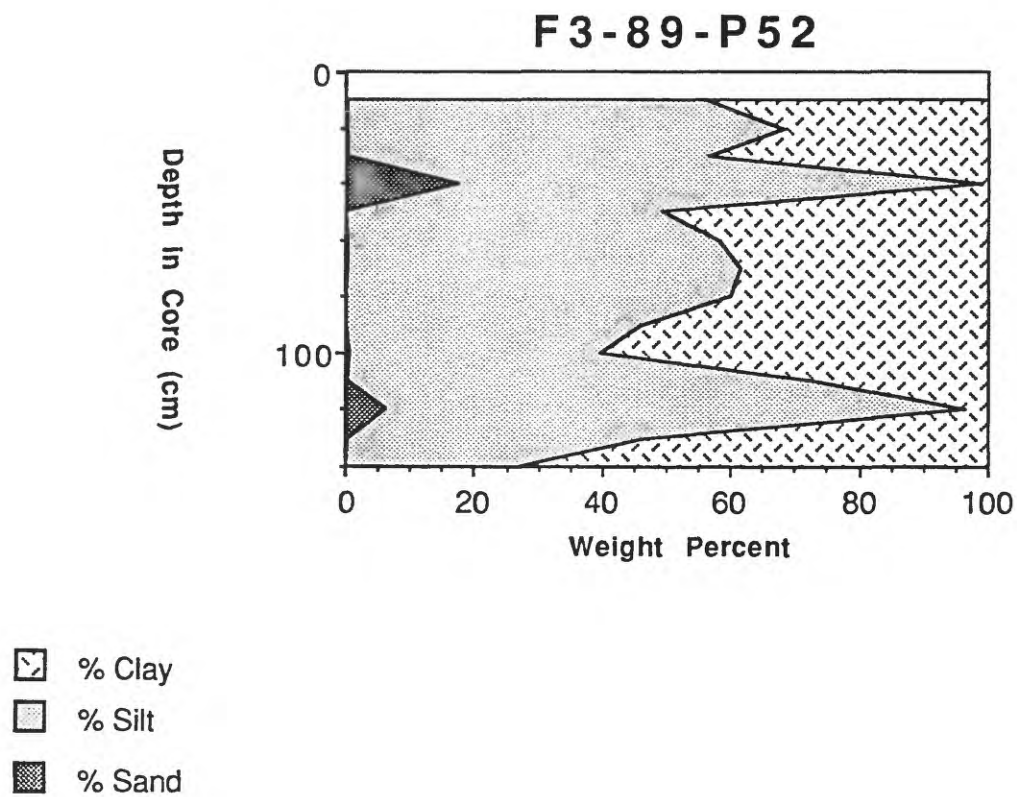 F3-89-P52
0
Depth in Core (cm)
100
0 20 40 60 80 100
Weight Percent
% Clay
% Silt
% Sand